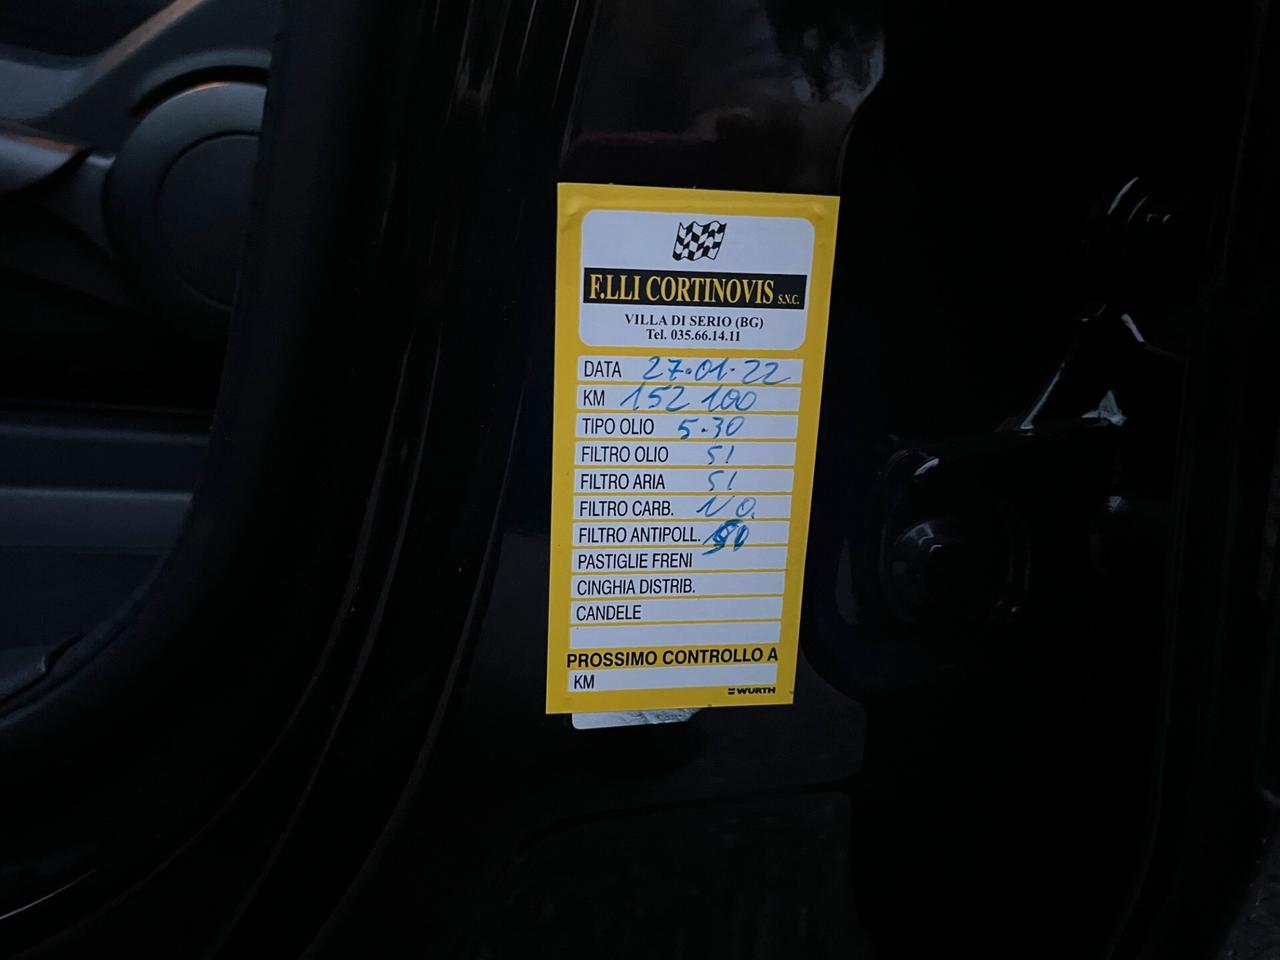 F.LLI CORTINOVIS S.N.C.
VILLA DI SERIO (BG)
Tel. 035.66.14.11
DATA 27.01.22
KM 152 100
TIPO OLIO 5.30
FILTRO OLIO SI
FILTRO ARIA SI
FILTRO CARB. NO.
FILTRO ANTIPOLL.
PASTIGLIE FRENI
CINGHIA DISTRIB.
CANDELE
PROSSIMO CONTROLLO A
KM
WÜRTH